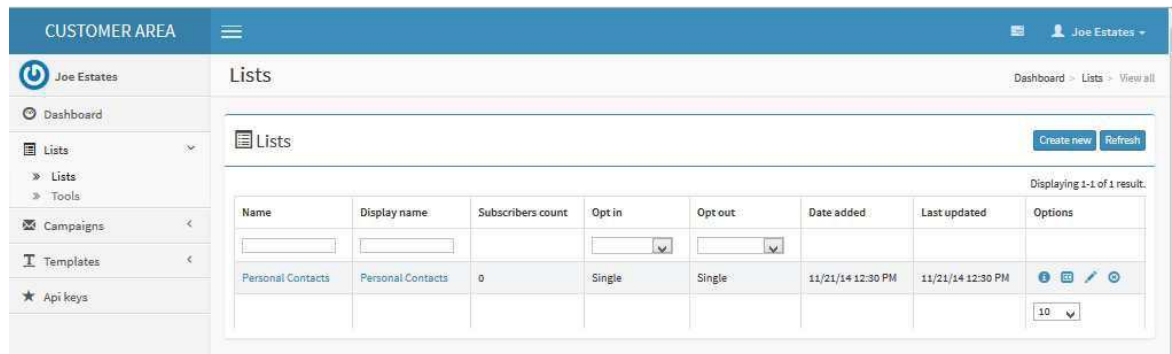 CUSTOMER AREA
Joe Estates
Joe Estates
Lists
Dashboard > Lists > View all
Dashboard
Lists
Lists
Tools
Campaigns
Templates
Api keys
Lists
Create new
Refresh
Displaying 1-1 of 1 result.
Name Display name Subscribers count Opt in Opt out Date added Last updated Options
Personal Contacts Personal Contacts 0 Single Single 11/21/14 12:30 PM 11/21/14 12:30 PM
10